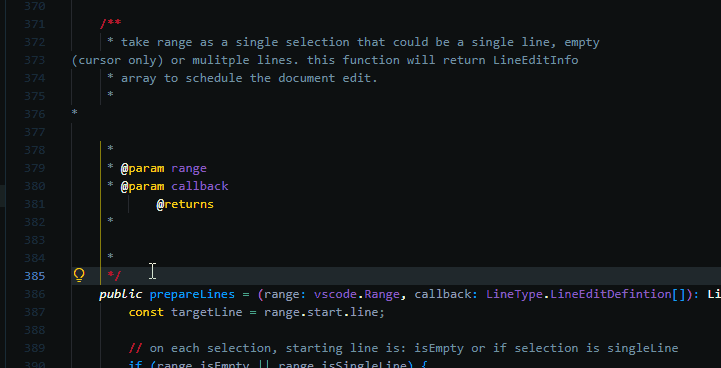 370
371 /**
372 * take range as a single selection that could be a single line, empty
373 (cursor only) or mulitple lines. this function will return LineEditInfo
374 * array to schedule the document edit.
375 *
376 *
377
378 *
379 * @param range
380 * @param callback
381 @returns
382 *
383
384 *
385 */
386 public prepareLines = (range: vscode.Range, callback: LineType.LineEditDefintion[]): Li
387 const targetLine = range.start.line;
388
389 // on each selection, starting line is: isEmpty or if selection is singleLine
390 if (range.isEmpty || range.isSingleLine) {